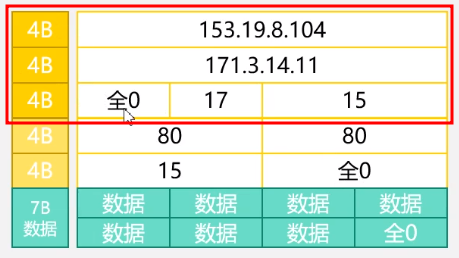 4B 153.19.8.104
4B 171.3.14.11
4B 全0 17 15
4B 80 80
4B 15 全0
7B 数据 数据 数据 数据
数据 数据 数据 数据 全0